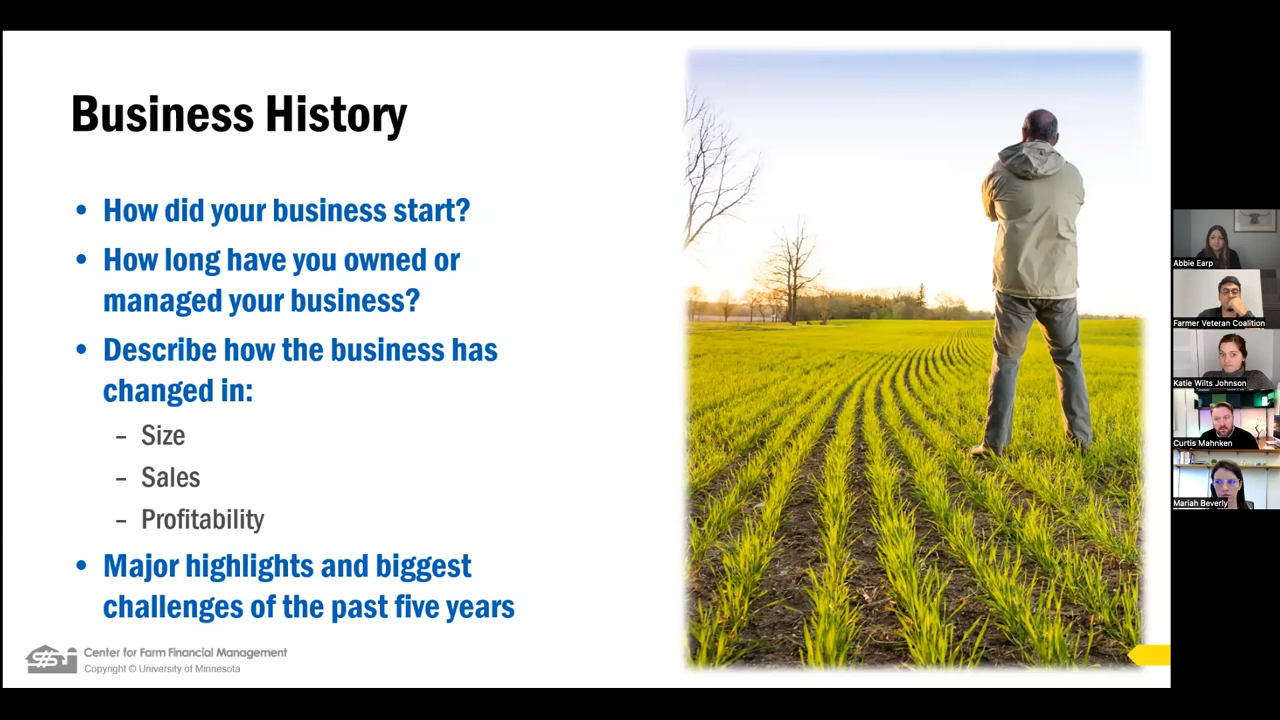 Business History
• How did your business start?
• How long have you owned or
managed your business?
• Describe how the business has
changed in:
– Size
– Sales
– Profitability
• Major highlights and biggest
challenges of the past five years
Center for Farm Financial Management
Copyright © University of Minnesota
Abbie Earp
Farmer Veteran Coalition
Katie Wilts Johnson
Curtis Mahnken
Mariah Beverly